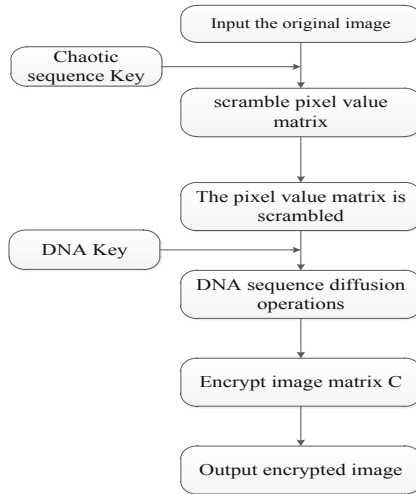 Input the original image
Chaotic
sequence Key
scramble pixel value
matrix
The pixel value matrix is
scrambled
DNA Key
DNA sequence diffusion
operations
Encrypt image matrix C
Output encrypted image